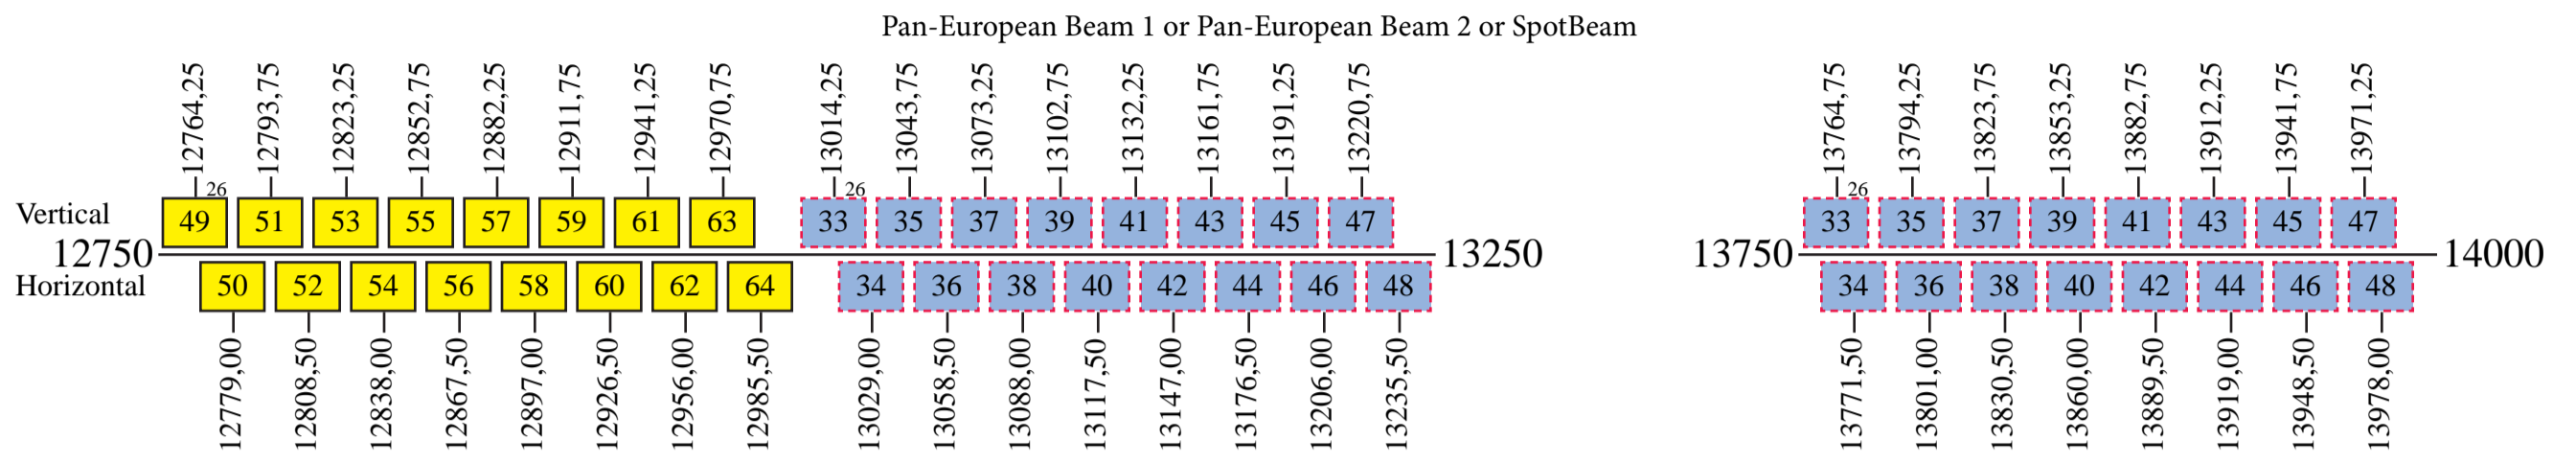 Pan-European Beam 1 or Pan-European Beam 2 or SpotBeam
12764,25 12793,75 12823,25 12852,75 12882,25 12911,75 12941,25 12970,75 13014,25 13043,75 13073,25 13102,75 13132,25 13161,75 13191,25 13220,75 13764,75 13794,25 13823,75 13853,25 13882,75 13912,25 13941,75 13971,25
26 26 26
Vertical 49 51 53 55 57 59 61 63 33 35 37 39 41 43 45 47 33 35 37 39 41 43 45 47
12750 13250 13750 14000
Horizontal 50 52 54 56 58 60 62 64 34 36 38 40 42 44 46 48 34 36 38 40 42 44 46 48
12779,00 12808,50 12838,00 12867,50 12897,00 12926,50 12956,00 12985,50 13029,00 13058,50 13088,00 13117,50 13147,00 13176,50 13206,00 13235,50 13771,50 13801,00 13830,50 13860,00 13889,50 13919,00 13948,50 13978,00